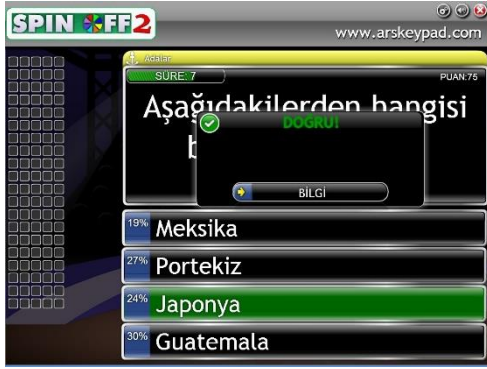 SPIN OFF2
www.arskeypad.com
Adalar
SÜRE: 7
PUAN:75
Aşağıdakilerden hangisi
DOĞRU!
BİLGİ
19% Meksika
27% Portekiz
24% Japonya
30% Guatemala